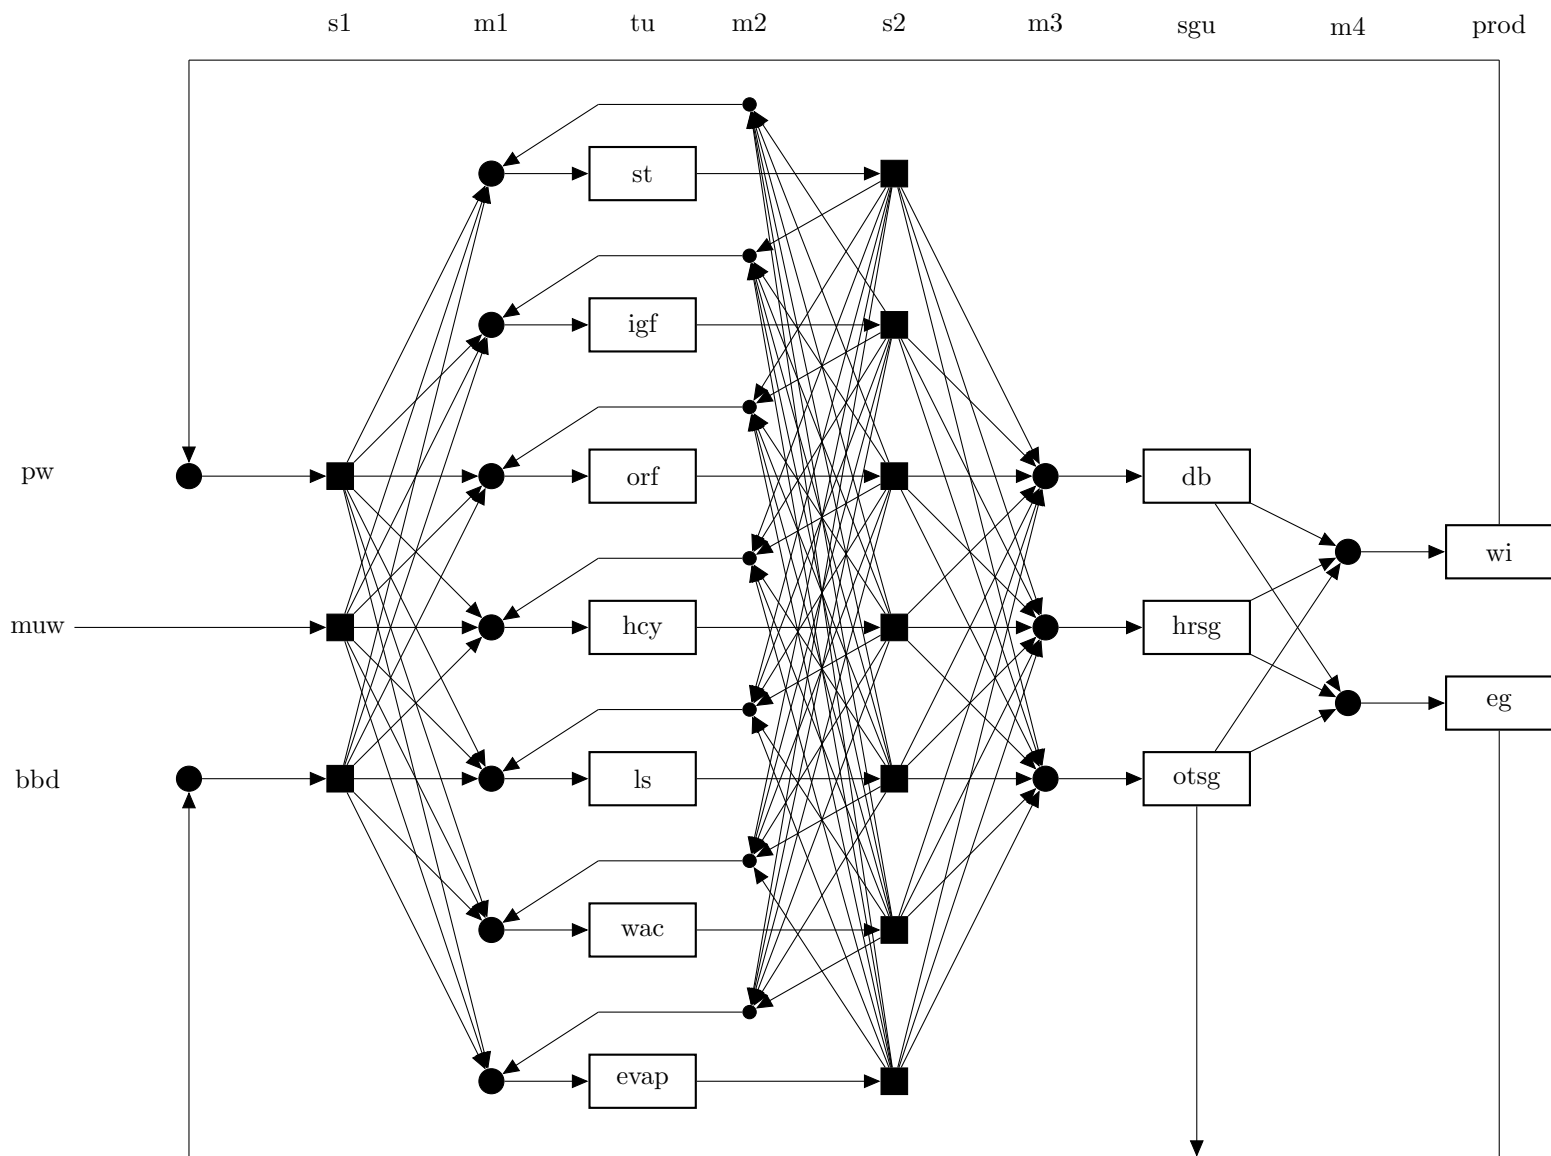 s1 m1 tu m2 s2 m3 sgu m4 prod
st
igf
pw orf db
wi
muw hcy hrsg
eg
bbd ls otsg
wac
evap